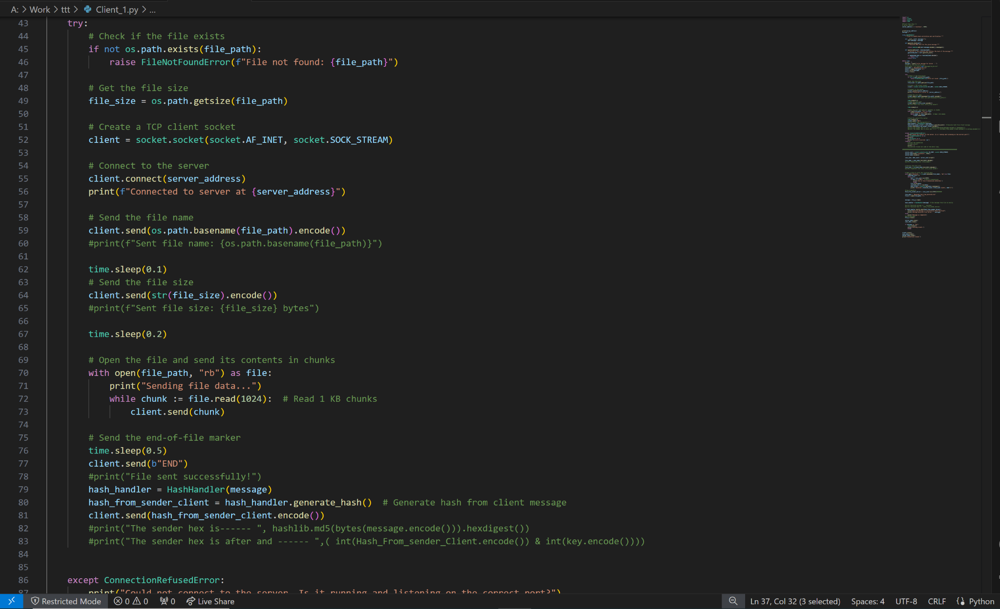 A: > Work > ttt > Client_1.py > ...
43 try:
44 # Check if the file exists
45 if not os.path.exists(file_path):
46 raise FileNotFoundError(f"File not found: {file_path}")
47
48 # Get the file size
49 file_size = os.path.getsize(file_path)
50
51 # Create a TCP client socket
52 client = socket.socket(socket.AF_INET, socket.SOCK_STREAM)
53
54 # Connect to the server
55 client.connect(server_address)
56 print(f"Connected to server at {server_address}")
57
58 # Send the file name
59 client.send(os.path.basename(file_path).encode())
60 #print(f"Sent file name: {os.path.basename(file_path)}")
61
62 time.sleep(0.1)
63 # Send the file size
64 client.send(str(file_size).encode())
65 #print(f"Sent file size: {file_size} bytes")
66
67 time.sleep(0.2)
68
69 # Open the file and send its contents in chunks
70 with open(file_path, "rb") as file:
71 print("Sending file data...")
72 while chunk := file.read(1024):  # Read 1 KB chunks
73 client.send(chunk)
74
75 # Send the end-of-file marker
76 time.sleep(0.5)
77 client.send(b"END")
78 #print("File sent successfully!")
79 hash_handler = HashHandler(message)
80 hash_from_sender_client = hash_handler.generate_hash()  # Generate hash from client message
81 client.send(hash_from_sender_client.encode())
82 #print("The sender hex is------ ", hashlib.md5(bytes(message.encode())).hexdigest())
83 #print("The sender hex is after and ------ ",( int(Hash_From_sender_Client.encode()) & int(key.encode())))
84
85
86 except ConnectionRefusedError:
87 print("Could not connect to the server. Is it running and listening on the correct port?")
Restricted Mode 0 0 0 Live Share Ln 37, Col 32 (3 selected) Spaces: 4 UTF-8 CRLF Python